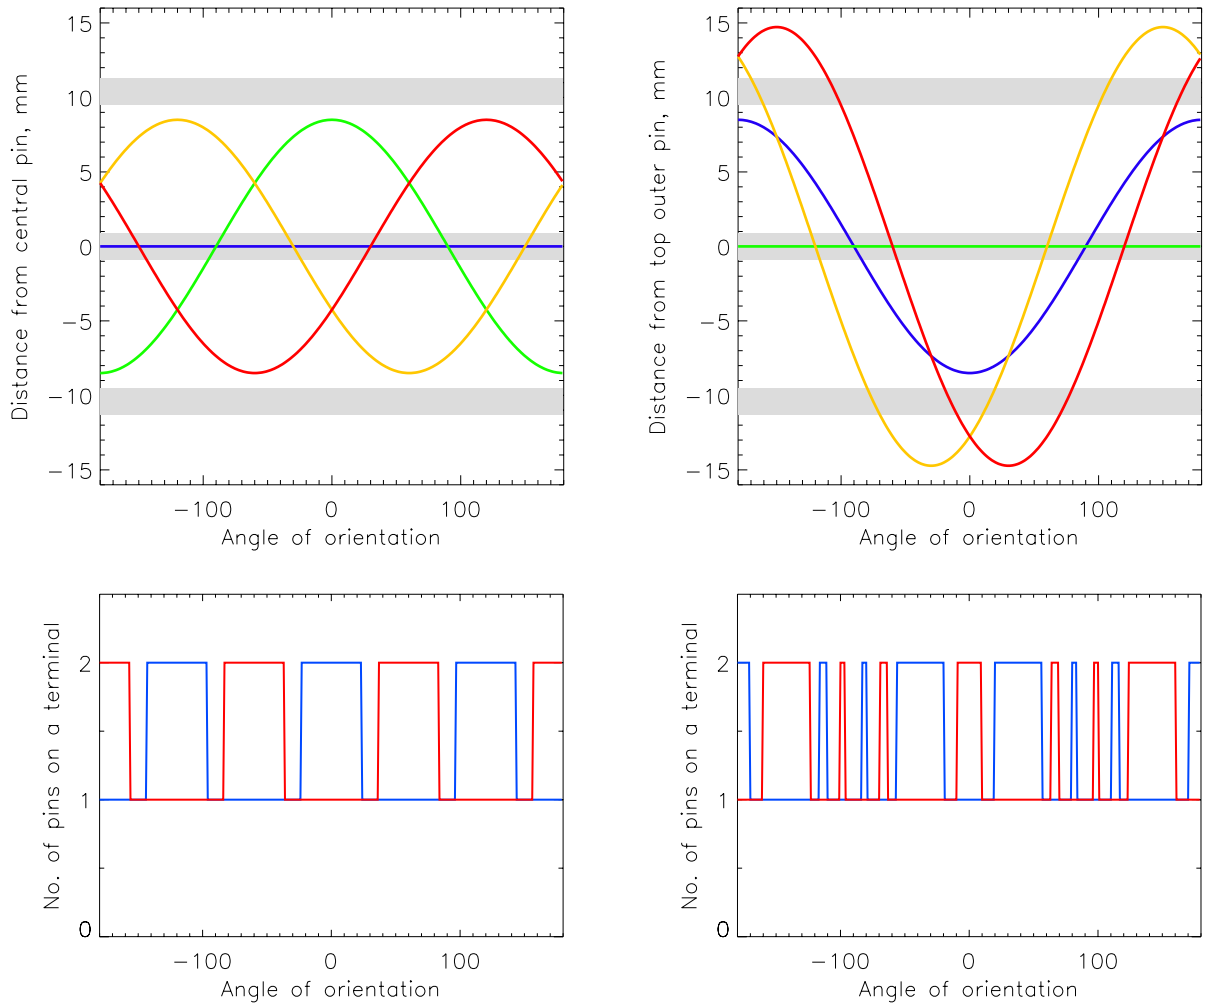 15
10
5
0
−5
−10
−15
Distance from central pin, mm
−100 0 100
Angle of orientation
15
10
5
0
−5
−10
−15
Distance from top outer pin, mm
−100 0 100
Angle of orientation
2
1
0
No. of pins on a terminal
−100 0 100
Angle of orientation
2
1
0
No. of pins on a terminal
−100 0 100
Angle of orientation